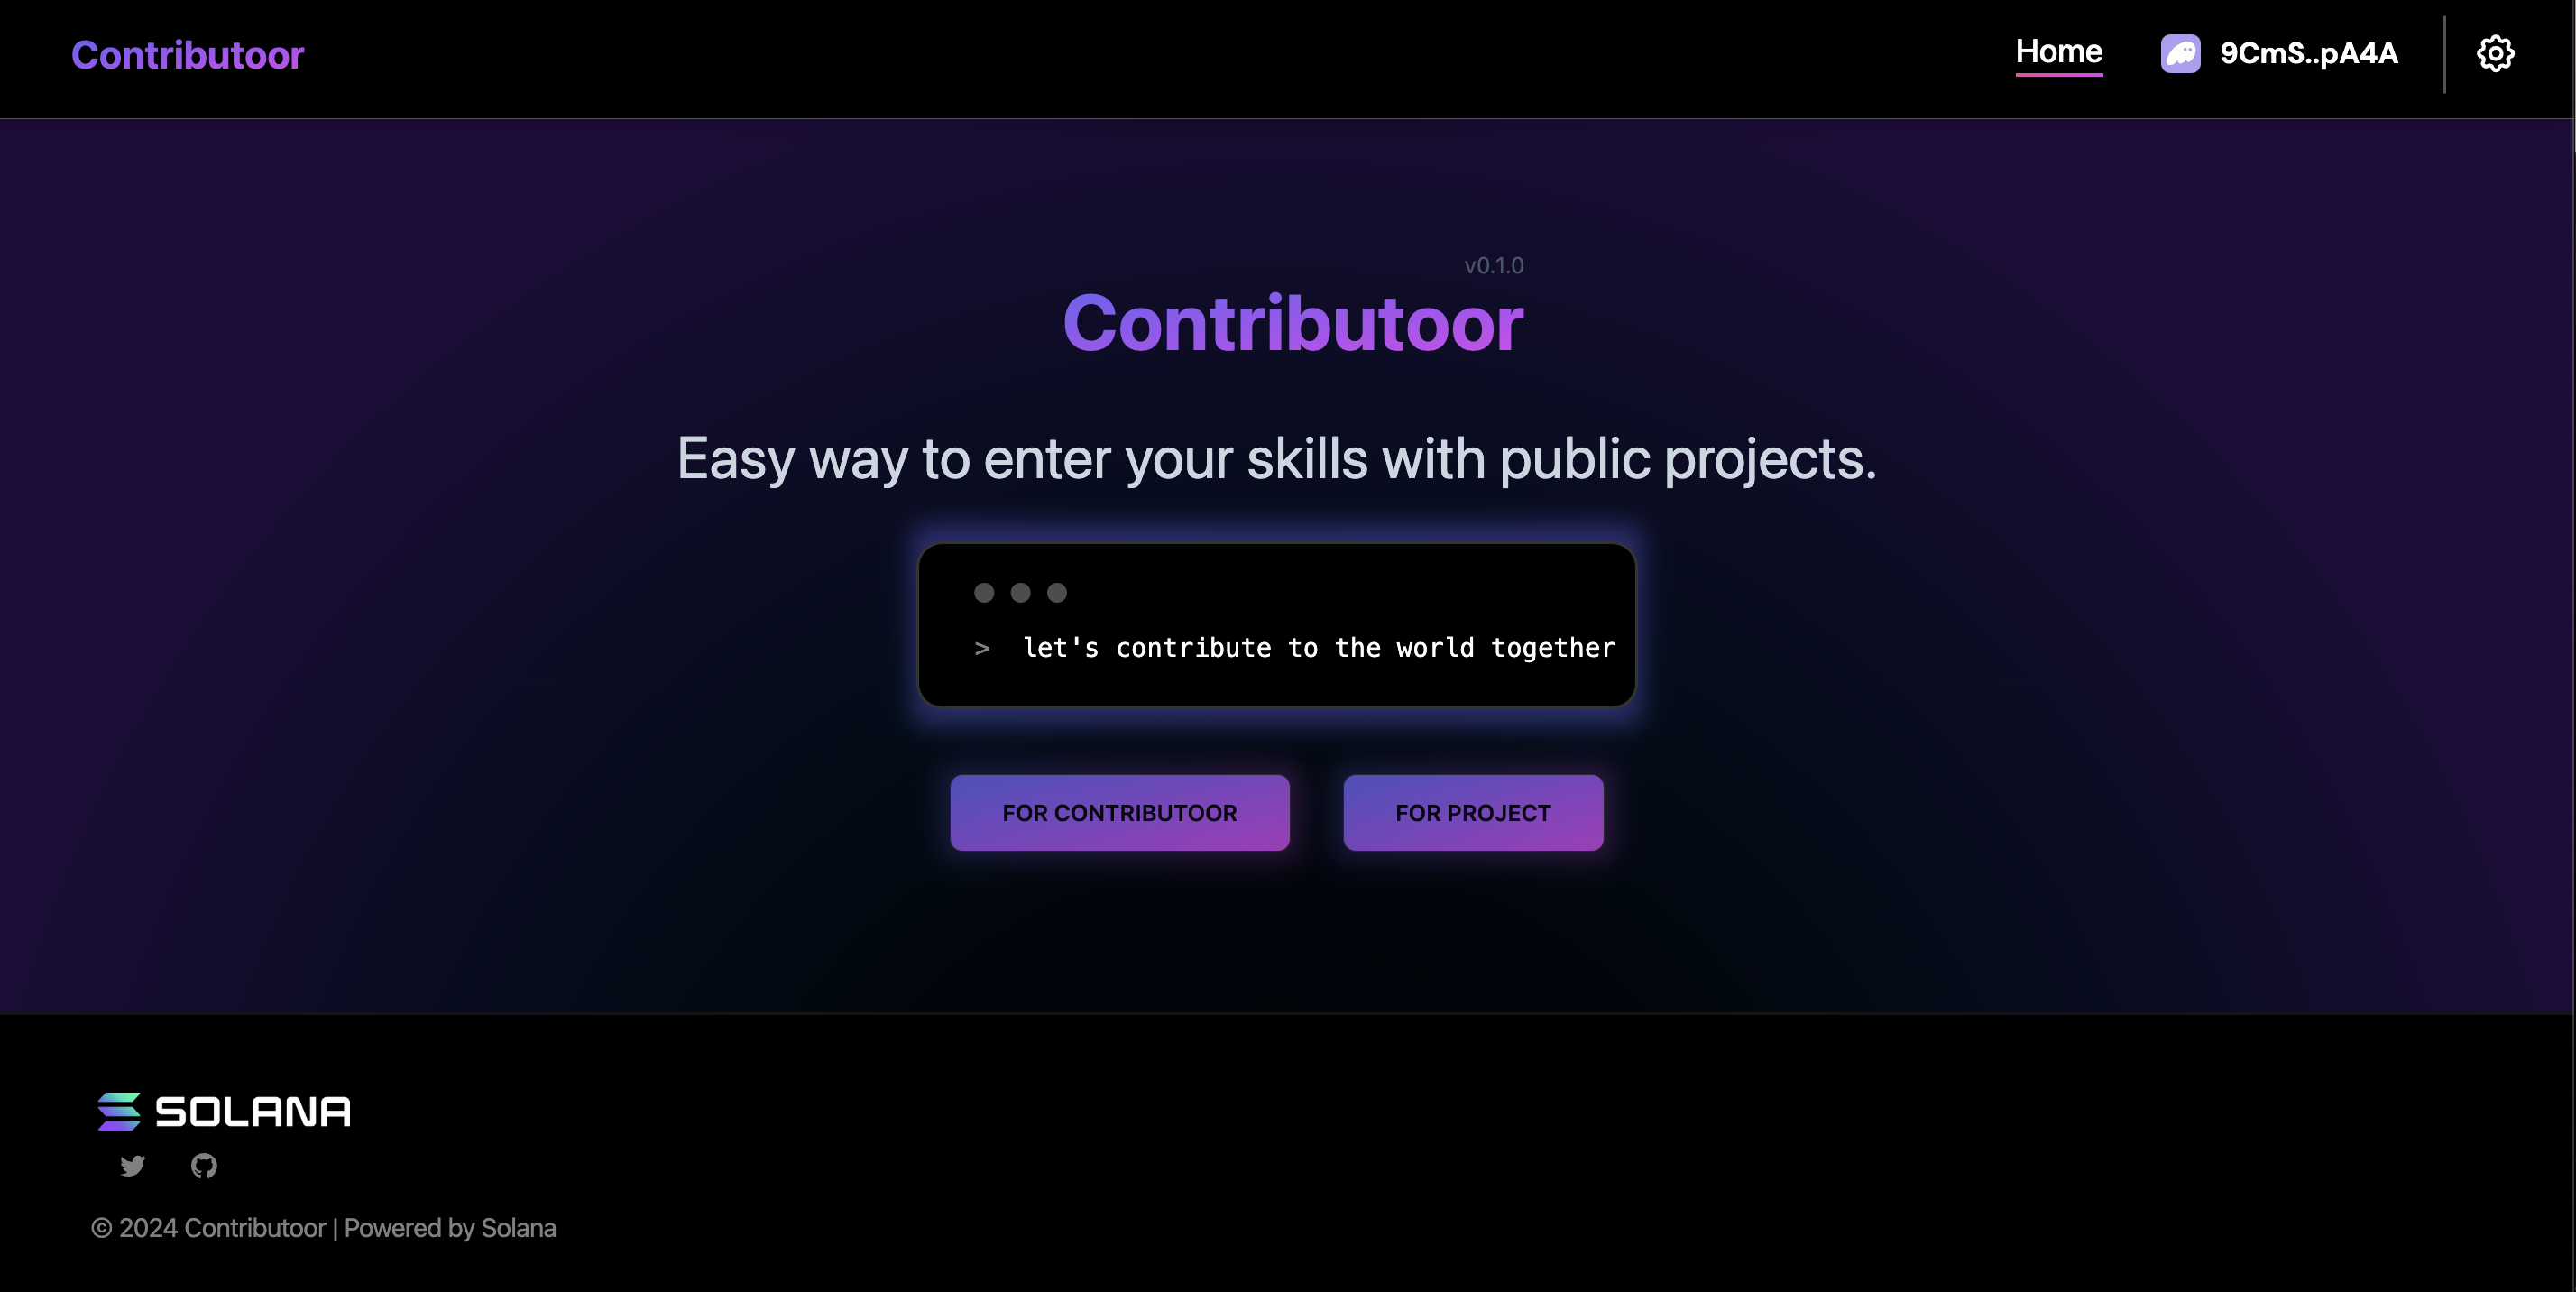 Contributoor
Home
9CmS..pA4A
v0.1.0
Contributoor
Easy way to enter your skills with public projects.
> let's contribute to the world together
FOR CONTRIBUTOOR
FOR PROJECT
SOLANA
© 2024 Contributoor | Powered by Solana